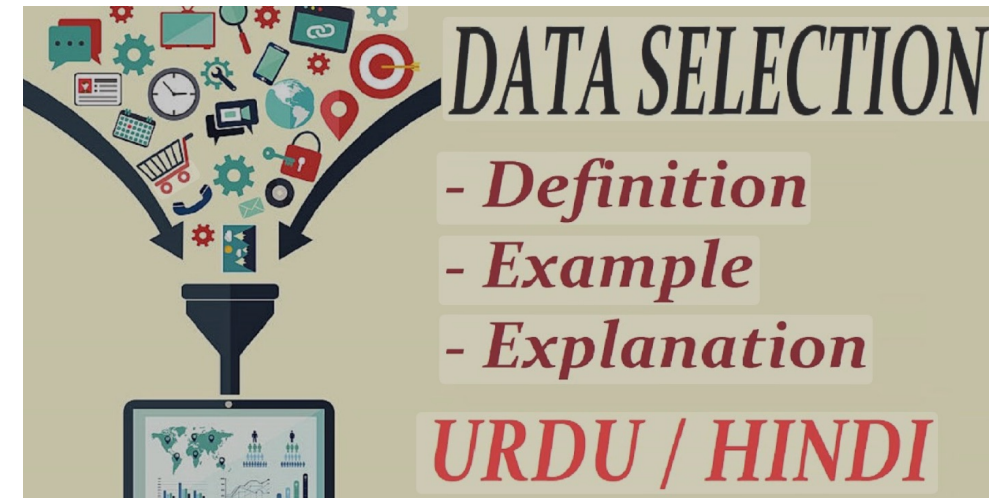 DATA SELECTION
- Definition
- Example
- Explanation
URDU / HINDI